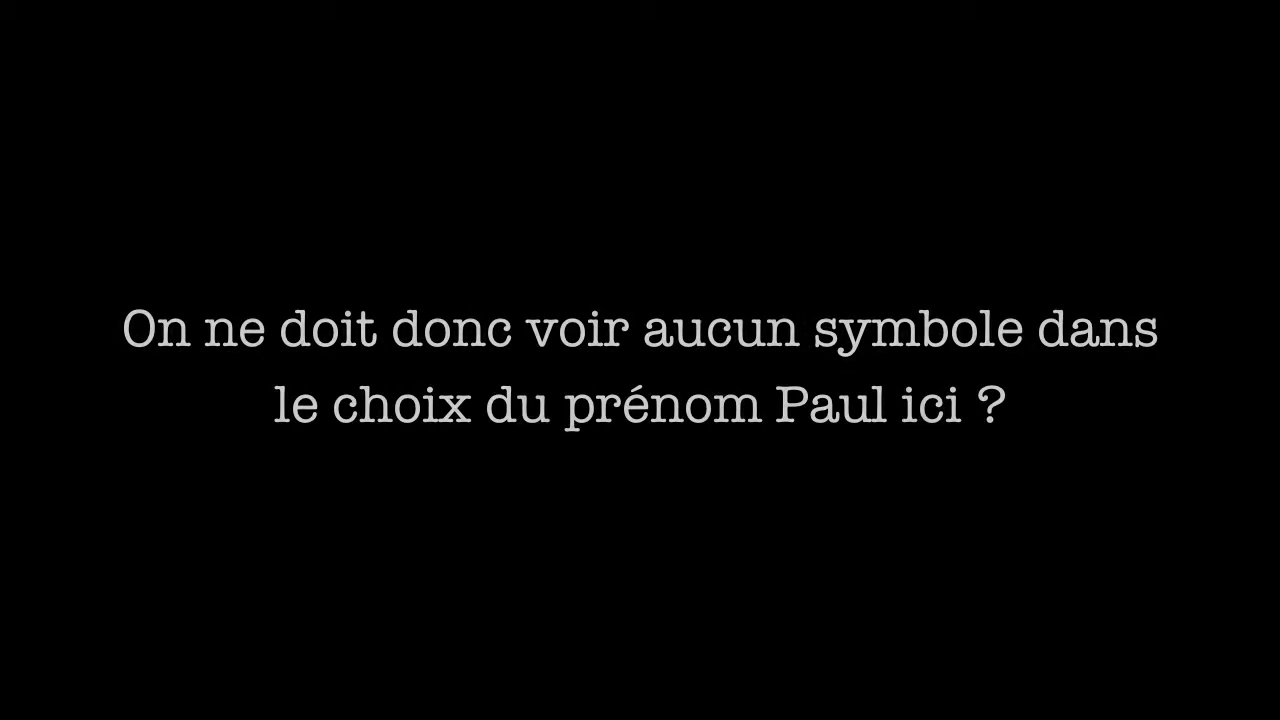 On ne doit donc voir aucun symbole dans
le choix du prénom Paul ici ?